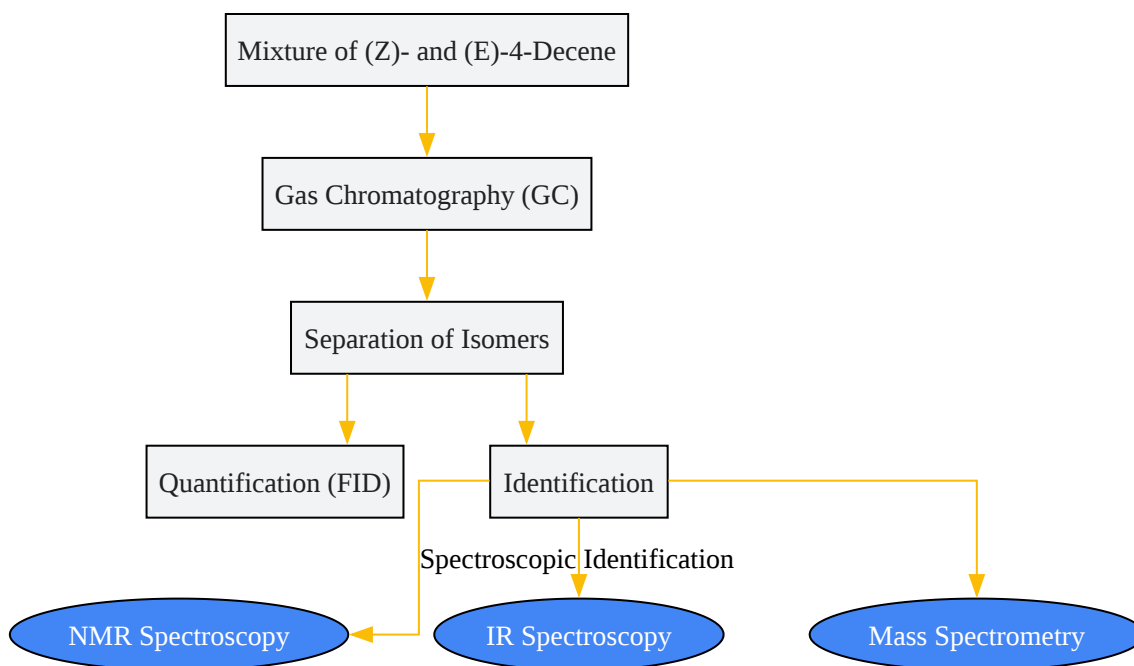 Mixture of (Z)- and (E)-4-Decene
Gas Chromatography (GC)
Separation of Isomers
Quantification (FID)
Identification
Spectroscopic Identification
NMR Spectroscopy
IR Spectroscopy
Mass Spectrometry